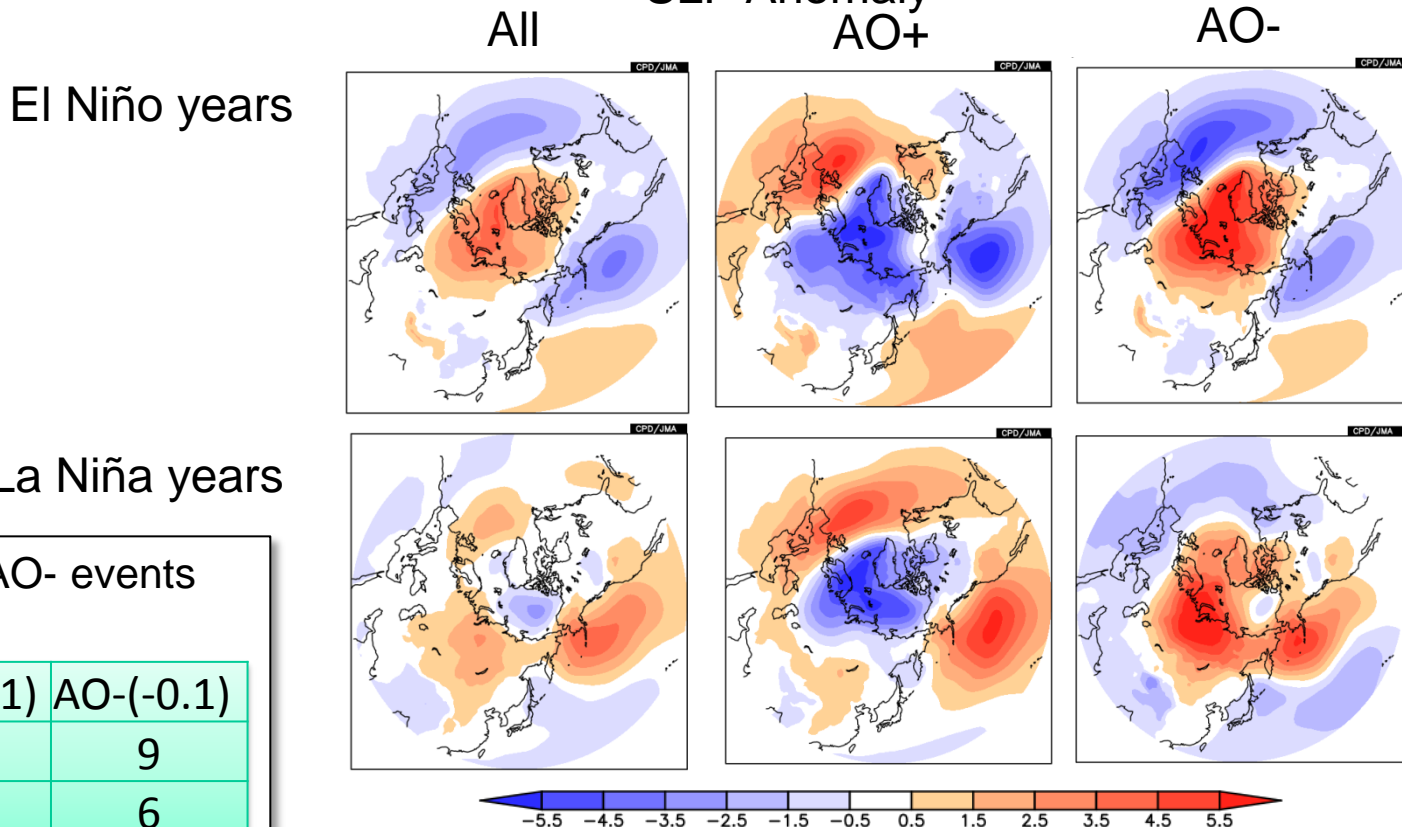 Anomaly
All AO+ AO-
El Niño years
CPD/JMA CPD/JMA CPD/JMA
La Niña years
CPD/JMA CPD/JMA CPD/JMA
AO- events
1) AO-(-0.1)
9
6
-5.5 -4.5 -3.5 -2.5 -1.5 -0.5 0.5 1.5 2.5 3.5 4.5 5.5